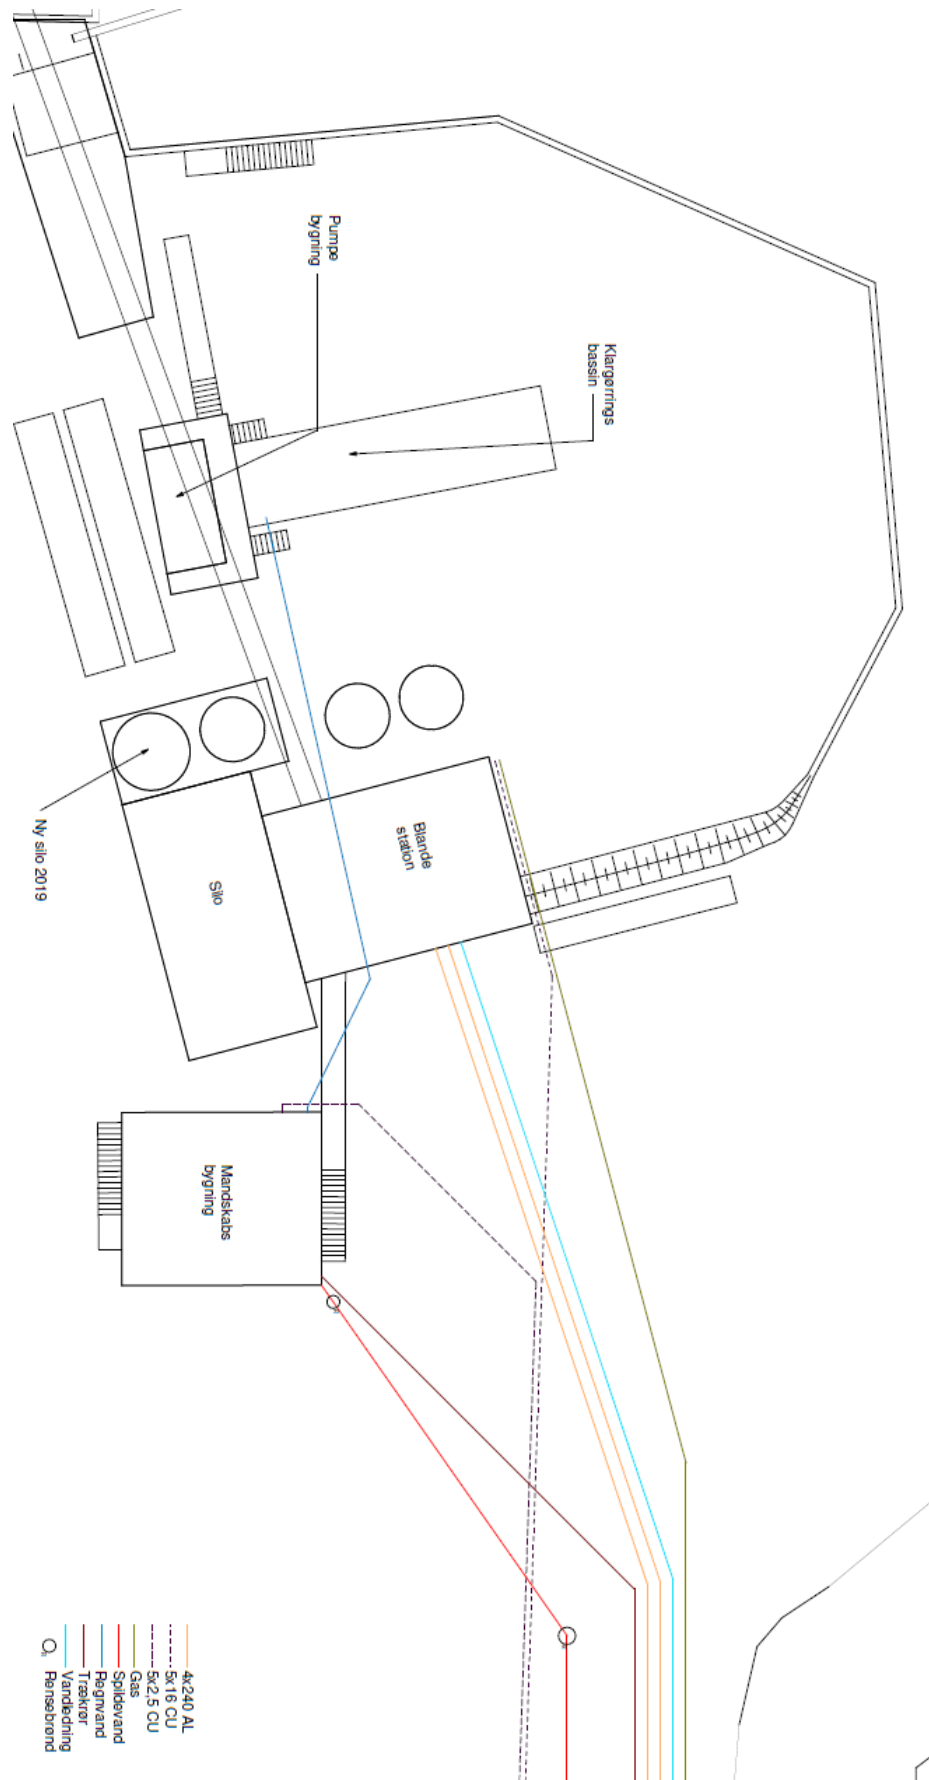 Pumpe
bygning
Klargørrings
bassin
Ny silo 2019
Blande
station
Silo
Mandskabs
bygning
4x240 AL
5x16 CU
5x2,5 CU
Gas
Spildevand
Regnvand
Trækrør
Vandledning
Rensebrønd